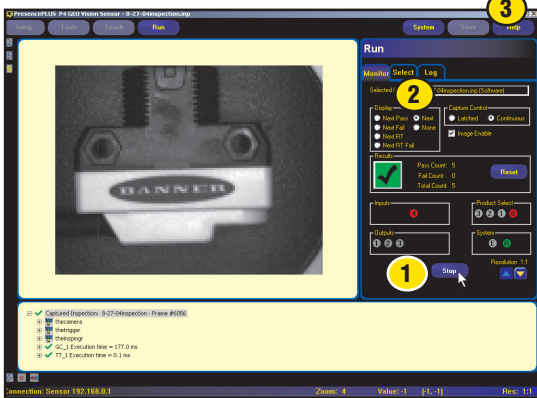 PresencePLUS P4 GEO Vision Sensor - 8-27-04inspection.inp
3
Setup
Tools
Teach
Run
System
Save
Help
Run
Monitor
Select
Log
2
Selected
7-04inspection.inp (Software)
Display
Next Pass
Next
Next Fail
None
Next RT
Next RT Fail
Capture Control
Latched
Continuous
Image Enable
Results
Pass Count: 5
Fail Count : 0
Total Count: 5
Reset
BANNER
Inputs
4
Product Select
3 2 1 0
Outputs
1 2 3
System
E R
1
Stop
Resolution 1:1
Captured Inspection: 8-27-04inspection - Frame #6056
thecamera
thetrigger
theinspmgr
GC_1 Execution time = 177.0 ms
TT_1 Execution time = 0.1 ms
Connection: Sensor 192.168.0.1
Zoom: 4
Value: -1
[-1, -1]
Res: 1:1